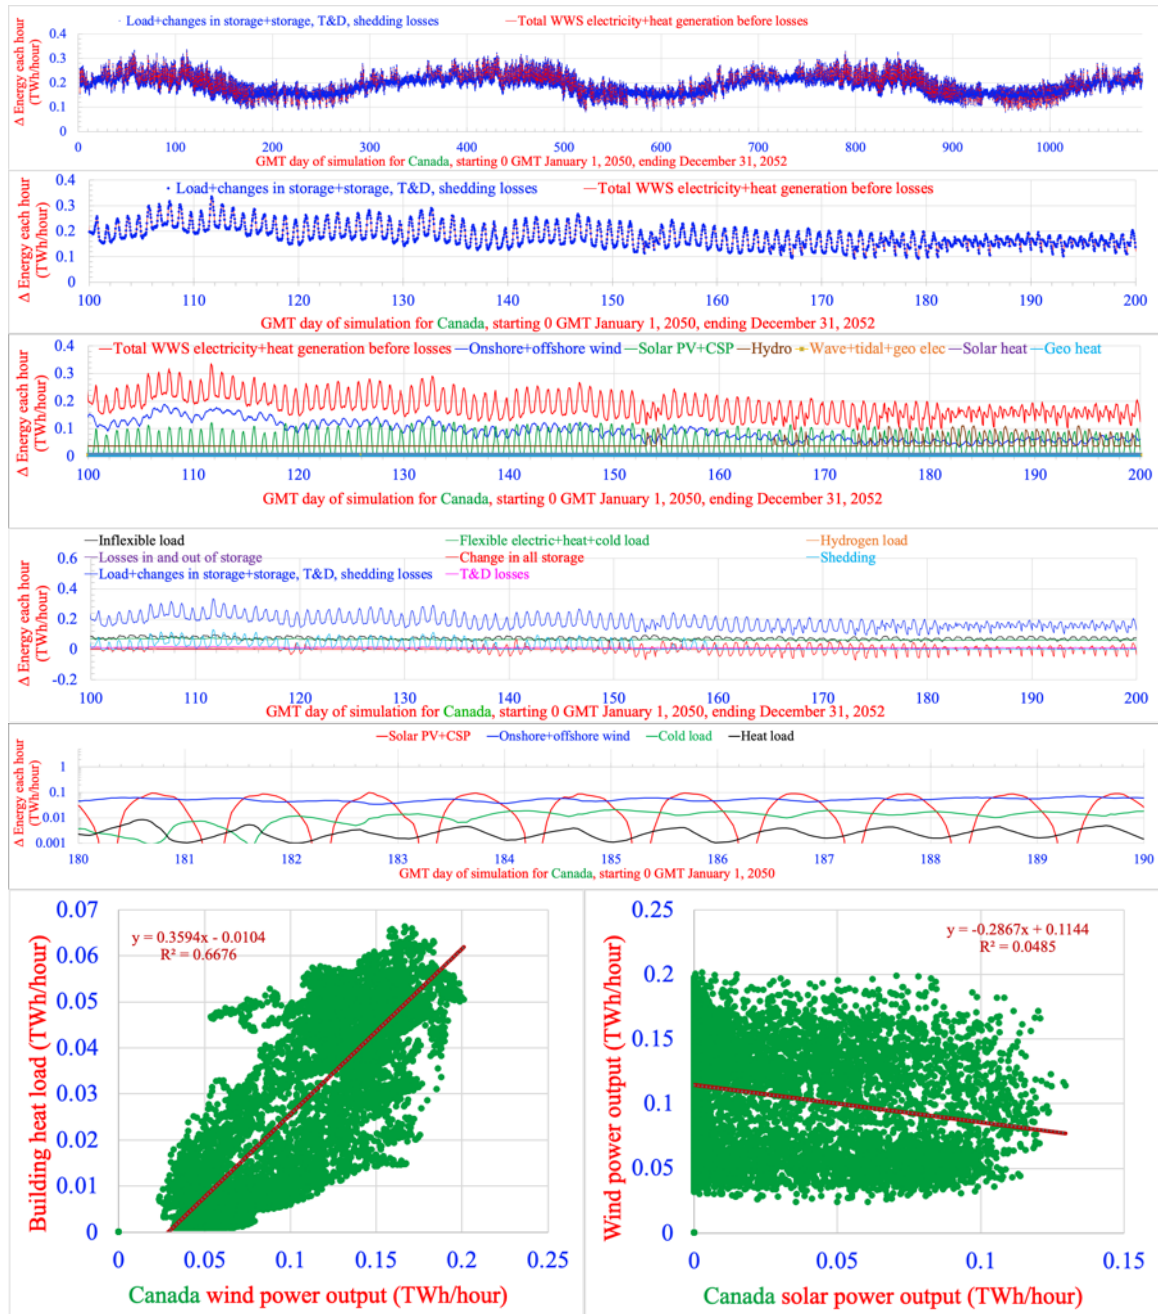 Load+changes in storage+storage, T&D, shedding losses Total WWS electricity+heat generation before losses
Δ Energy each hour
(TWh/hour)
0.4
0.3
0.2
0.1
0
0 100 200 300 400 500 600 700 800 900 1000
GMT day of simulation for Canada, starting 0 GMT January 1, 2050, ending December 31, 2052
Load+changes in storage+storage, T&D, shedding losses Total WWS electricity+heat generation before losses
Δ Energy each hour
(TWh/hour)
0.4
0.3
0.2
0.1
0
100 110 120 130 140 150 160 170 180 190 200
GMT day of simulation for Canada, starting 0 GMT January 1, 2050, ending December 31, 2052
Total WWS electricity+heat generation before losses Onshore+offshore wind Solar PV+CSP Hydro Wave+tidal+geo elec Solar heat Geo heat
Δ Energy each hour
(TWh/hour)
0.4
0.3
0.2
0.1
0
100 110 120 130 140 150 160 170 180 190 200
GMT day of simulation for Canada, starting 0 GMT January 1, 2050, ending December 31, 2052
Inflexible load Flexible electric+heat+cold load Hydrogen load
Losses in and out of storage Change in all storage Shedding
Load+changes in storage+storage, T&D, shedding losses T&D losses
Δ Energy each hour
(TWh/hour)
0.6
0.4
0.2
0
-0.2
100 110 120 130 140 150 160 170 180 190 200
GMT day of simulation for Canada, starting 0 GMT January 1, 2050, ending December 31, 2052
Solar PV+CSP Onshore+offshore wind Cold load Heat load
Δ Energy each hour
(TWh/hour)
1
0.1
0.01
0.001
180 181 182 183 184 185 186 187 188 189 190
GMT day of simulation for Canada, starting 0 GMT January 1, 2050
Building heat load (TWh/hour)
0.07
0.06
0.05
0.04
0.03
0.02
0.01
0
y = 0.3594x - 0.0104
R² = 0.6676
0 0.05 0.1 0.15 0.2 0.25
Canada wind power output (TWh/hour)
Wind power output (TWh/hour)
0.25
0.2
0.15
0.1
0.05
0
y = -0.2867x + 0.1144
R² = 0.0485
0 0.05 0.1 0.15
Canada solar power output (TWh/hour)